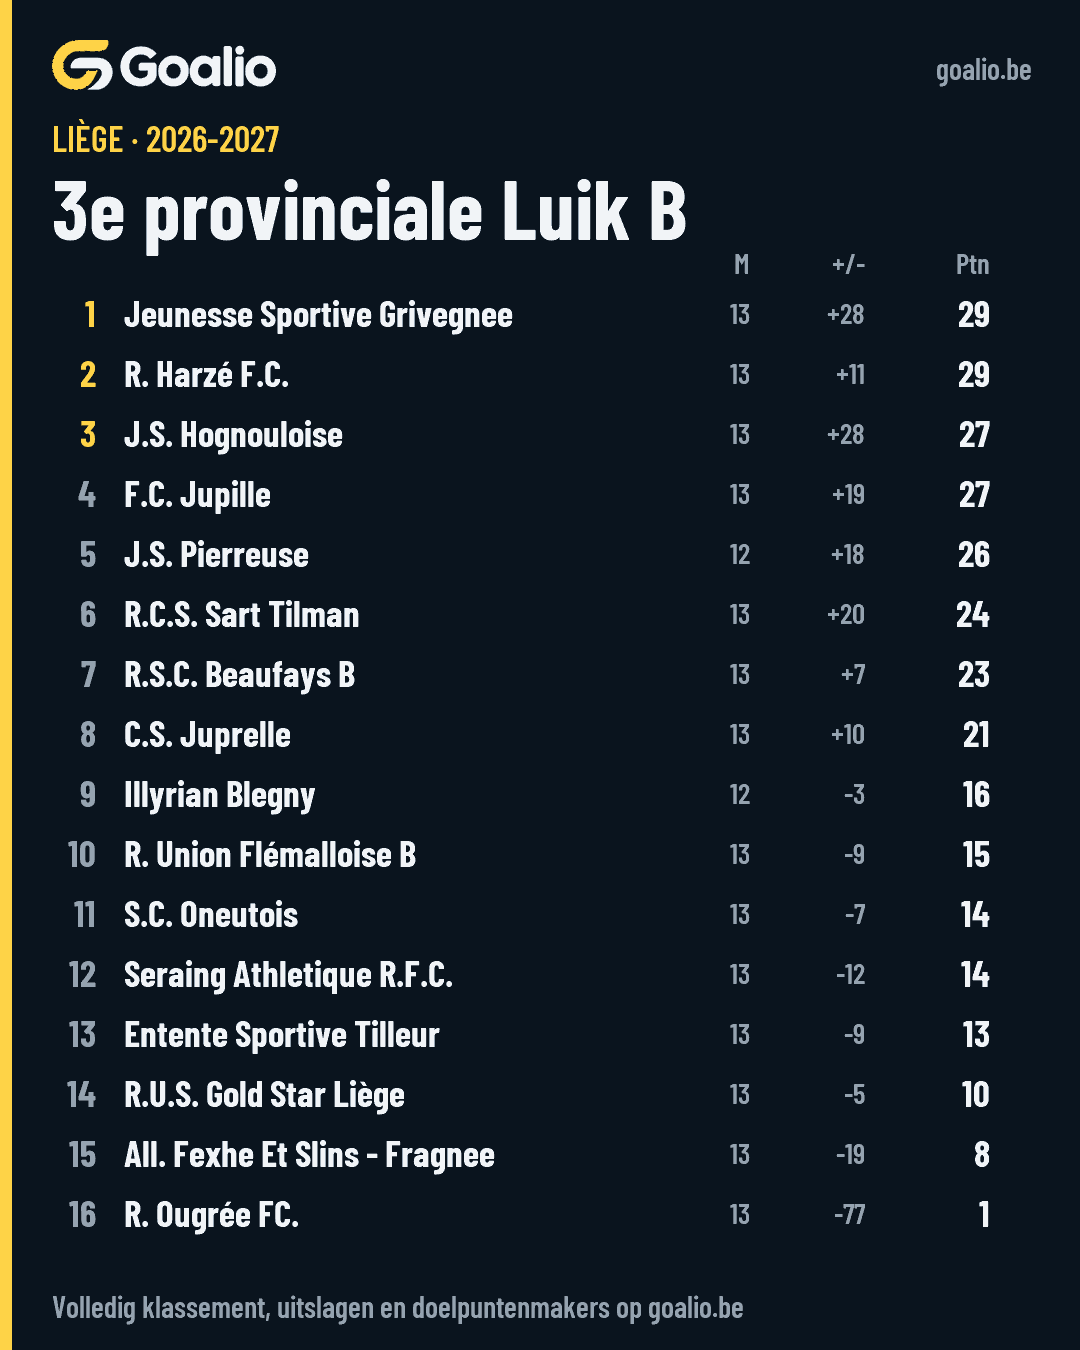 Goalio
goalio.be
LIÈGE · 2026-2027
3e provinciale Luik B
M +/- Ptn
1 Jeunesse Sportive Grivegnee 13 +28 29
2 R. Harzé F.C. 13 +11 29
3 J.S. Hognouloise 13 +28 27
4 F.C. Jupille 13 +19 27
5 J.S. Pierreuse 12 +18 26
6 R.C.S. Sart Tilman 13 +20 24
7 R.S.C. Beaufays B 13 +7 23
8 C.S. Juprelle 13 +10 21
9 Illyrian Blegny 12 -3 16
10 R. Union Flémalloise B 13 -9 15
11 S.C. Oneutois 13 -7 14
12 Seraing Athletique R.F.C. 13 -12 14
13 Entente Sportive Tilleur 13 -9 13
14 R.U.S. Gold Star Liège 13 -5 10
15 All. Fexhe Et Slins - Fragnee 13 -19 8
16 R. Ougrée FC. 13 -77 1
Volledig klassement, uitslagen en doelpuntenmakers op goalio.be